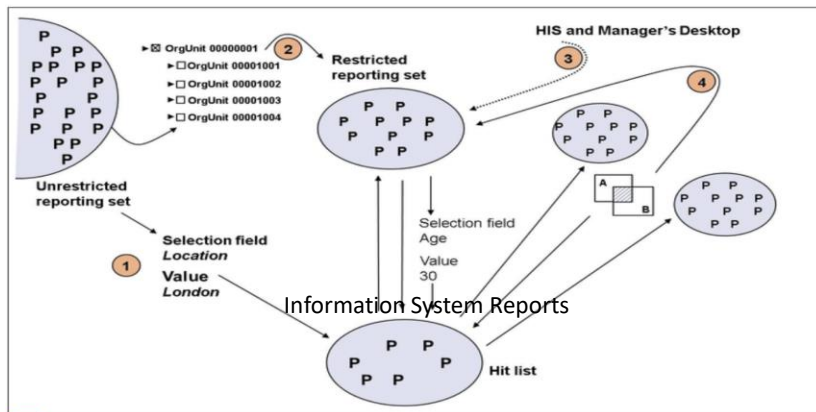 P
P P
P P P P
P P P
P P
P P P
P P P
P P
P
▸☒ OrgUnit 00000001
▸☐OrgUnit 00001001
▸☐OrgUnit 00001002
▸☐OrgUnit 00001003
▸☐OrgUnit 00001004
2
Restricted
reporting set
P P
P P P P
P P P
P P
HIS and Manager's Desktop
3
4
P P
P P P P
P P P
P P
A
B
P P
P P P P
P P P
P P
Unrestricted
reporting set
1
Selection field
Location
Value
London
Selection field
Age
Value
30
Information System Reports
P P
P P
P P
Hit list